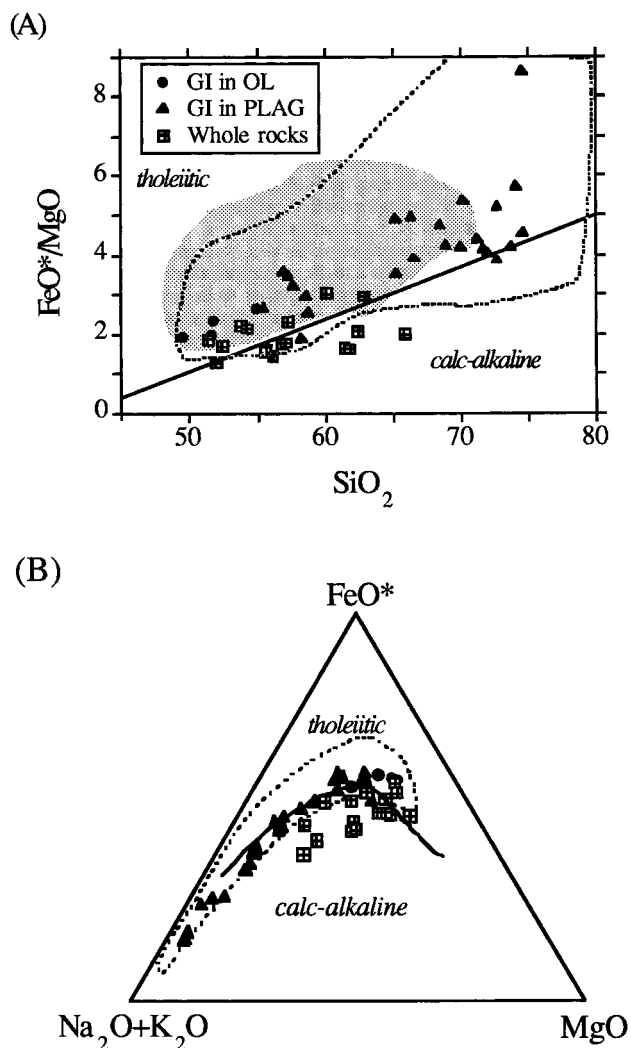 (A)
8
6
4
2
0
FeO*/MgO
GI in OL
GI in PLAG
Whole rocks
tholeiitic
calc-alkaline
50
60
70
80
SiO₂
(B)
FeO*
tholeiitic
calc-alkaline
Na₂O+K₂O
MgO